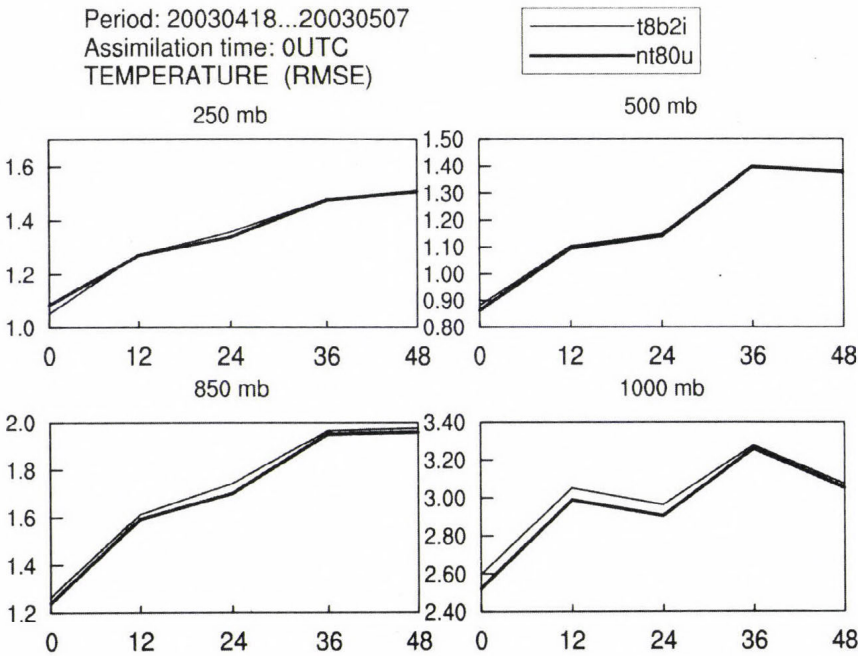 Period: 20030418...20030507
Assimilation time: 0UTC
TEMPERATURE (RMSE)
t8b2i
nt80u
250 mb
1.6
1.4
1.2
1.0
0 12 24 36 48
500 mb
1.50
1.40
1.30
1.20
1.10
1.00
0.90
0.80
0 12 24 36 48
850 mb
2.0
1.8
1.6
1.4
1.2
0 12 24 36 48
1000 mb
3.40
3.20
3.00
2.80
2.60
2.40
0 12 24 36 48